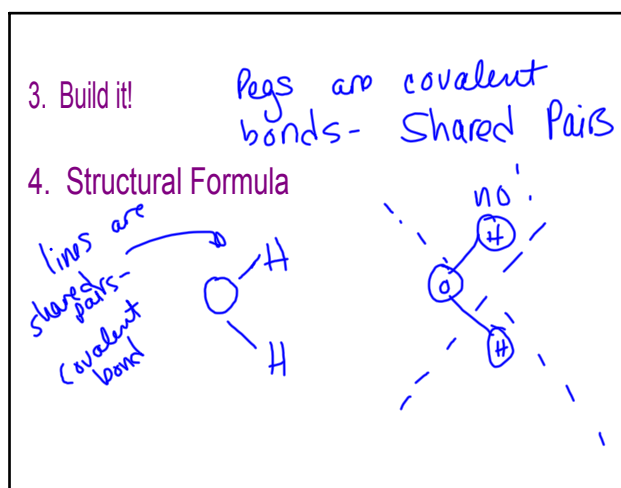 3. Build it!
Pegs are covalent
bonds- Shared Pairs
4. Structural Formula
lines are
shared
pairs-
covalent
bond
O
H
H
no!
H
O
H